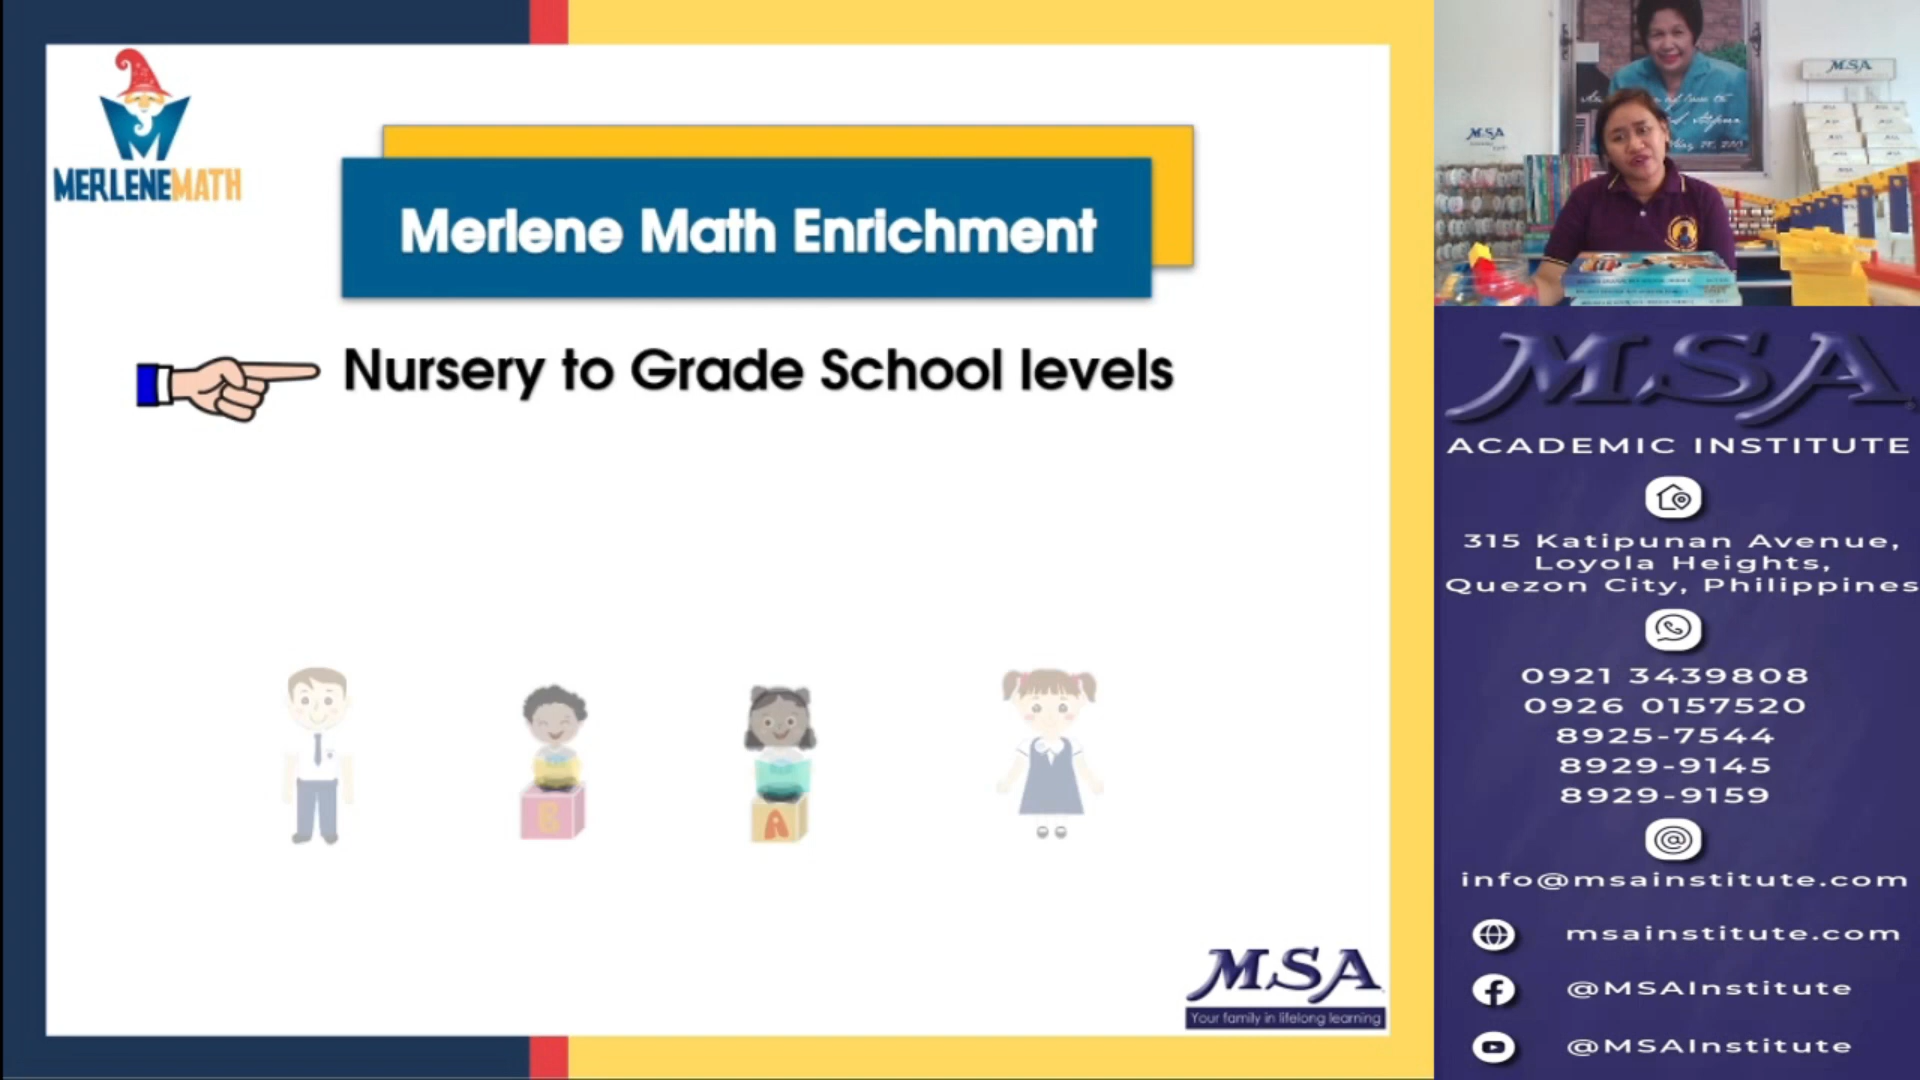 MERLENEMATH
Merlene Math Enrichment
Nursery to Grade School levels
B
A
MSA
Your family in lifelong learning
MSA
MSA
MSA
ACADEMIC INSTITUTE
315 Katipunan Avenue,
Loyola Heights,
Quezon City, Philippines
0921 3439808
0926 0157520
8925-7544
8929-9145
8929-9159
info@msainstitute.com
msainstitute.com
@MSAInstitute
@MSAInstitute